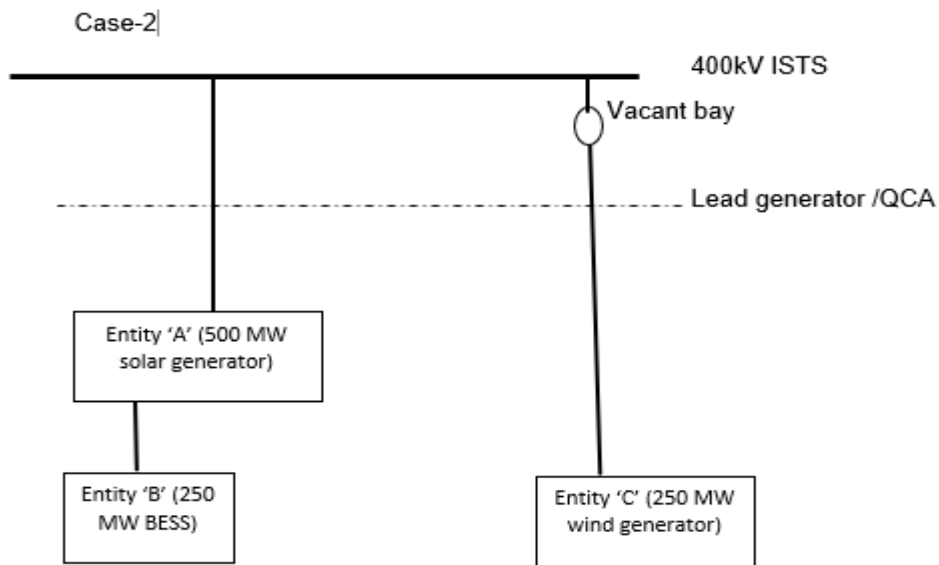 Case-2
400kV ISTS
Vacant bay
Lead generator /QCA
Entity ‘A’ (500 MW
solar generator)
Entity ‘B’ (250
MW BESS)
Entity ‘C’ (250 MW
wind generator)